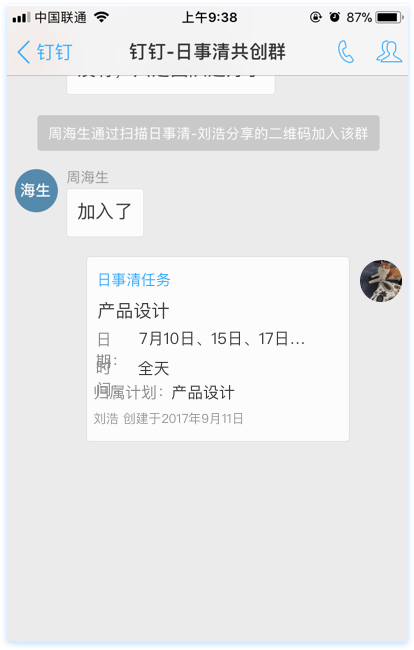 中国联通 上午9:38 87%
钉钉 钉钉-日事清共创群
周海生通过扫描日事清-刘浩分享的二维码加入该群
海生 周海生
加入了
日事清任务
产品设计
日期： 7月10日、15日、17日...
时间： 全天
归属计划：产品设计
刘浩 创建于2017年9月11日